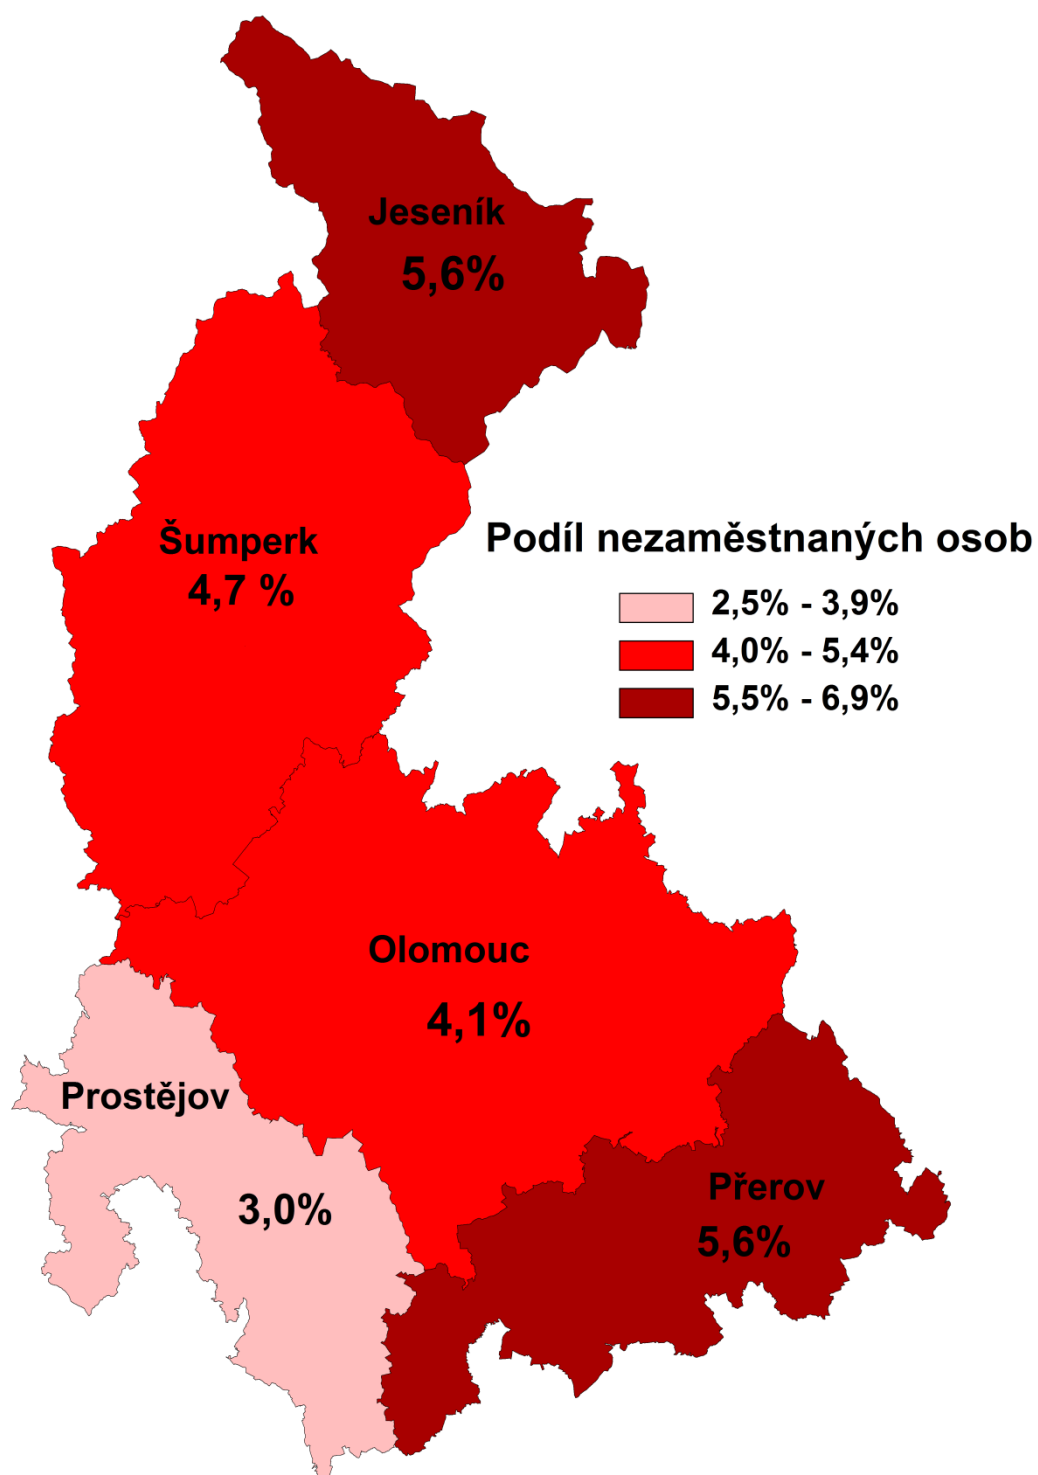 Jeseník
5,6%
Šumperk
4,7 %
Podíl nezaměstnaných osob
2,5% - 3,9%
4,0% - 5,4%
5,5% - 6,9%
Olomouc
4,1%
Prostějov
3,0%
Přerov
5,6%